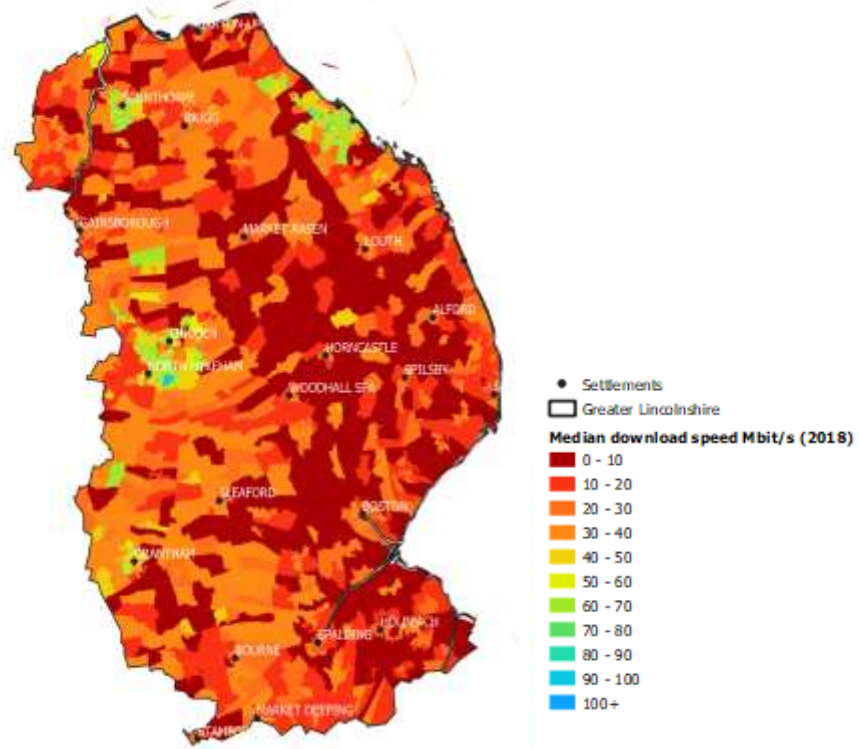 BRIGG
GAINSBOROUGH
MARKET RASEN
LOUTH
ALFORD
LINCOLN
HORNCASTLE
NORTH HYKEHAM
SPILSBY
WOODHALL SPA
SLEAFORD
BOSTON
GRANTHAM
HOLBEACH
SPALDING
BOURNE
MARKET DEEPING
Settlements
Greater Lincolnshire
Median download speed Mbit/s (2018)
0 - 10
10 - 20
20 - 30
30 - 40
40 - 50
50 - 60
60 - 70
70 - 80
80 - 90
90 - 100
100+